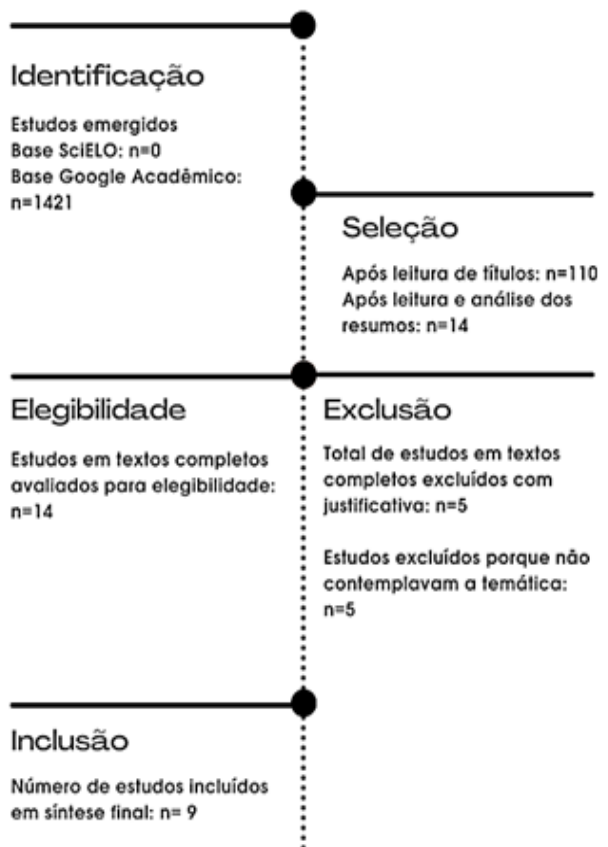 Identificação
Estudos emergidos
Base SciELO: n=0
Base Google Acadêmico:
n=1421
Seleção
Após leitura de títulos: n=110
Após leitura e análise dos
resumos: n=14
Elegibilidade
Estudos em textos completos
avaliados para elegibilidade:
n=14
Exclusão
Total de estudos em textos
completos excluídos com
justificativa: n=5
Estudos excluídos porque não
contemplavam a temática:
n=5
Inclusão
Número de estudos incluídos
em síntese final: n= 9